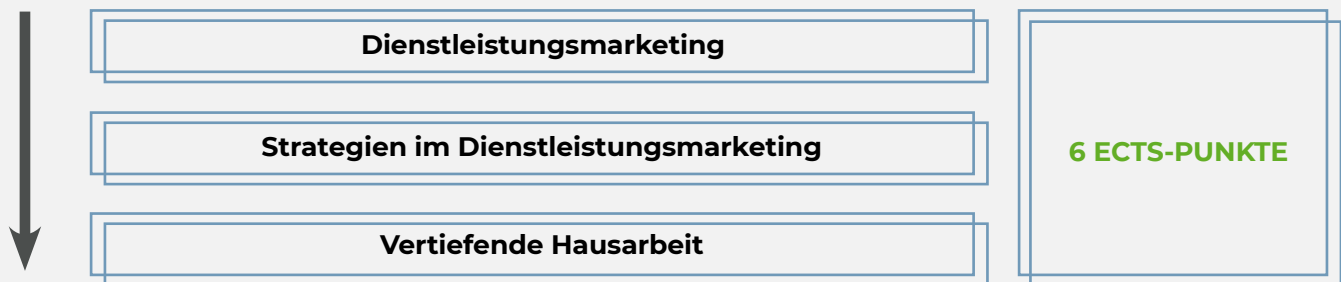 Dienstleistungsmarketing
Strategien im Dienstleistungsmarketing
6 ECTS-PUNKTE
Vertiefende Hausarbeit